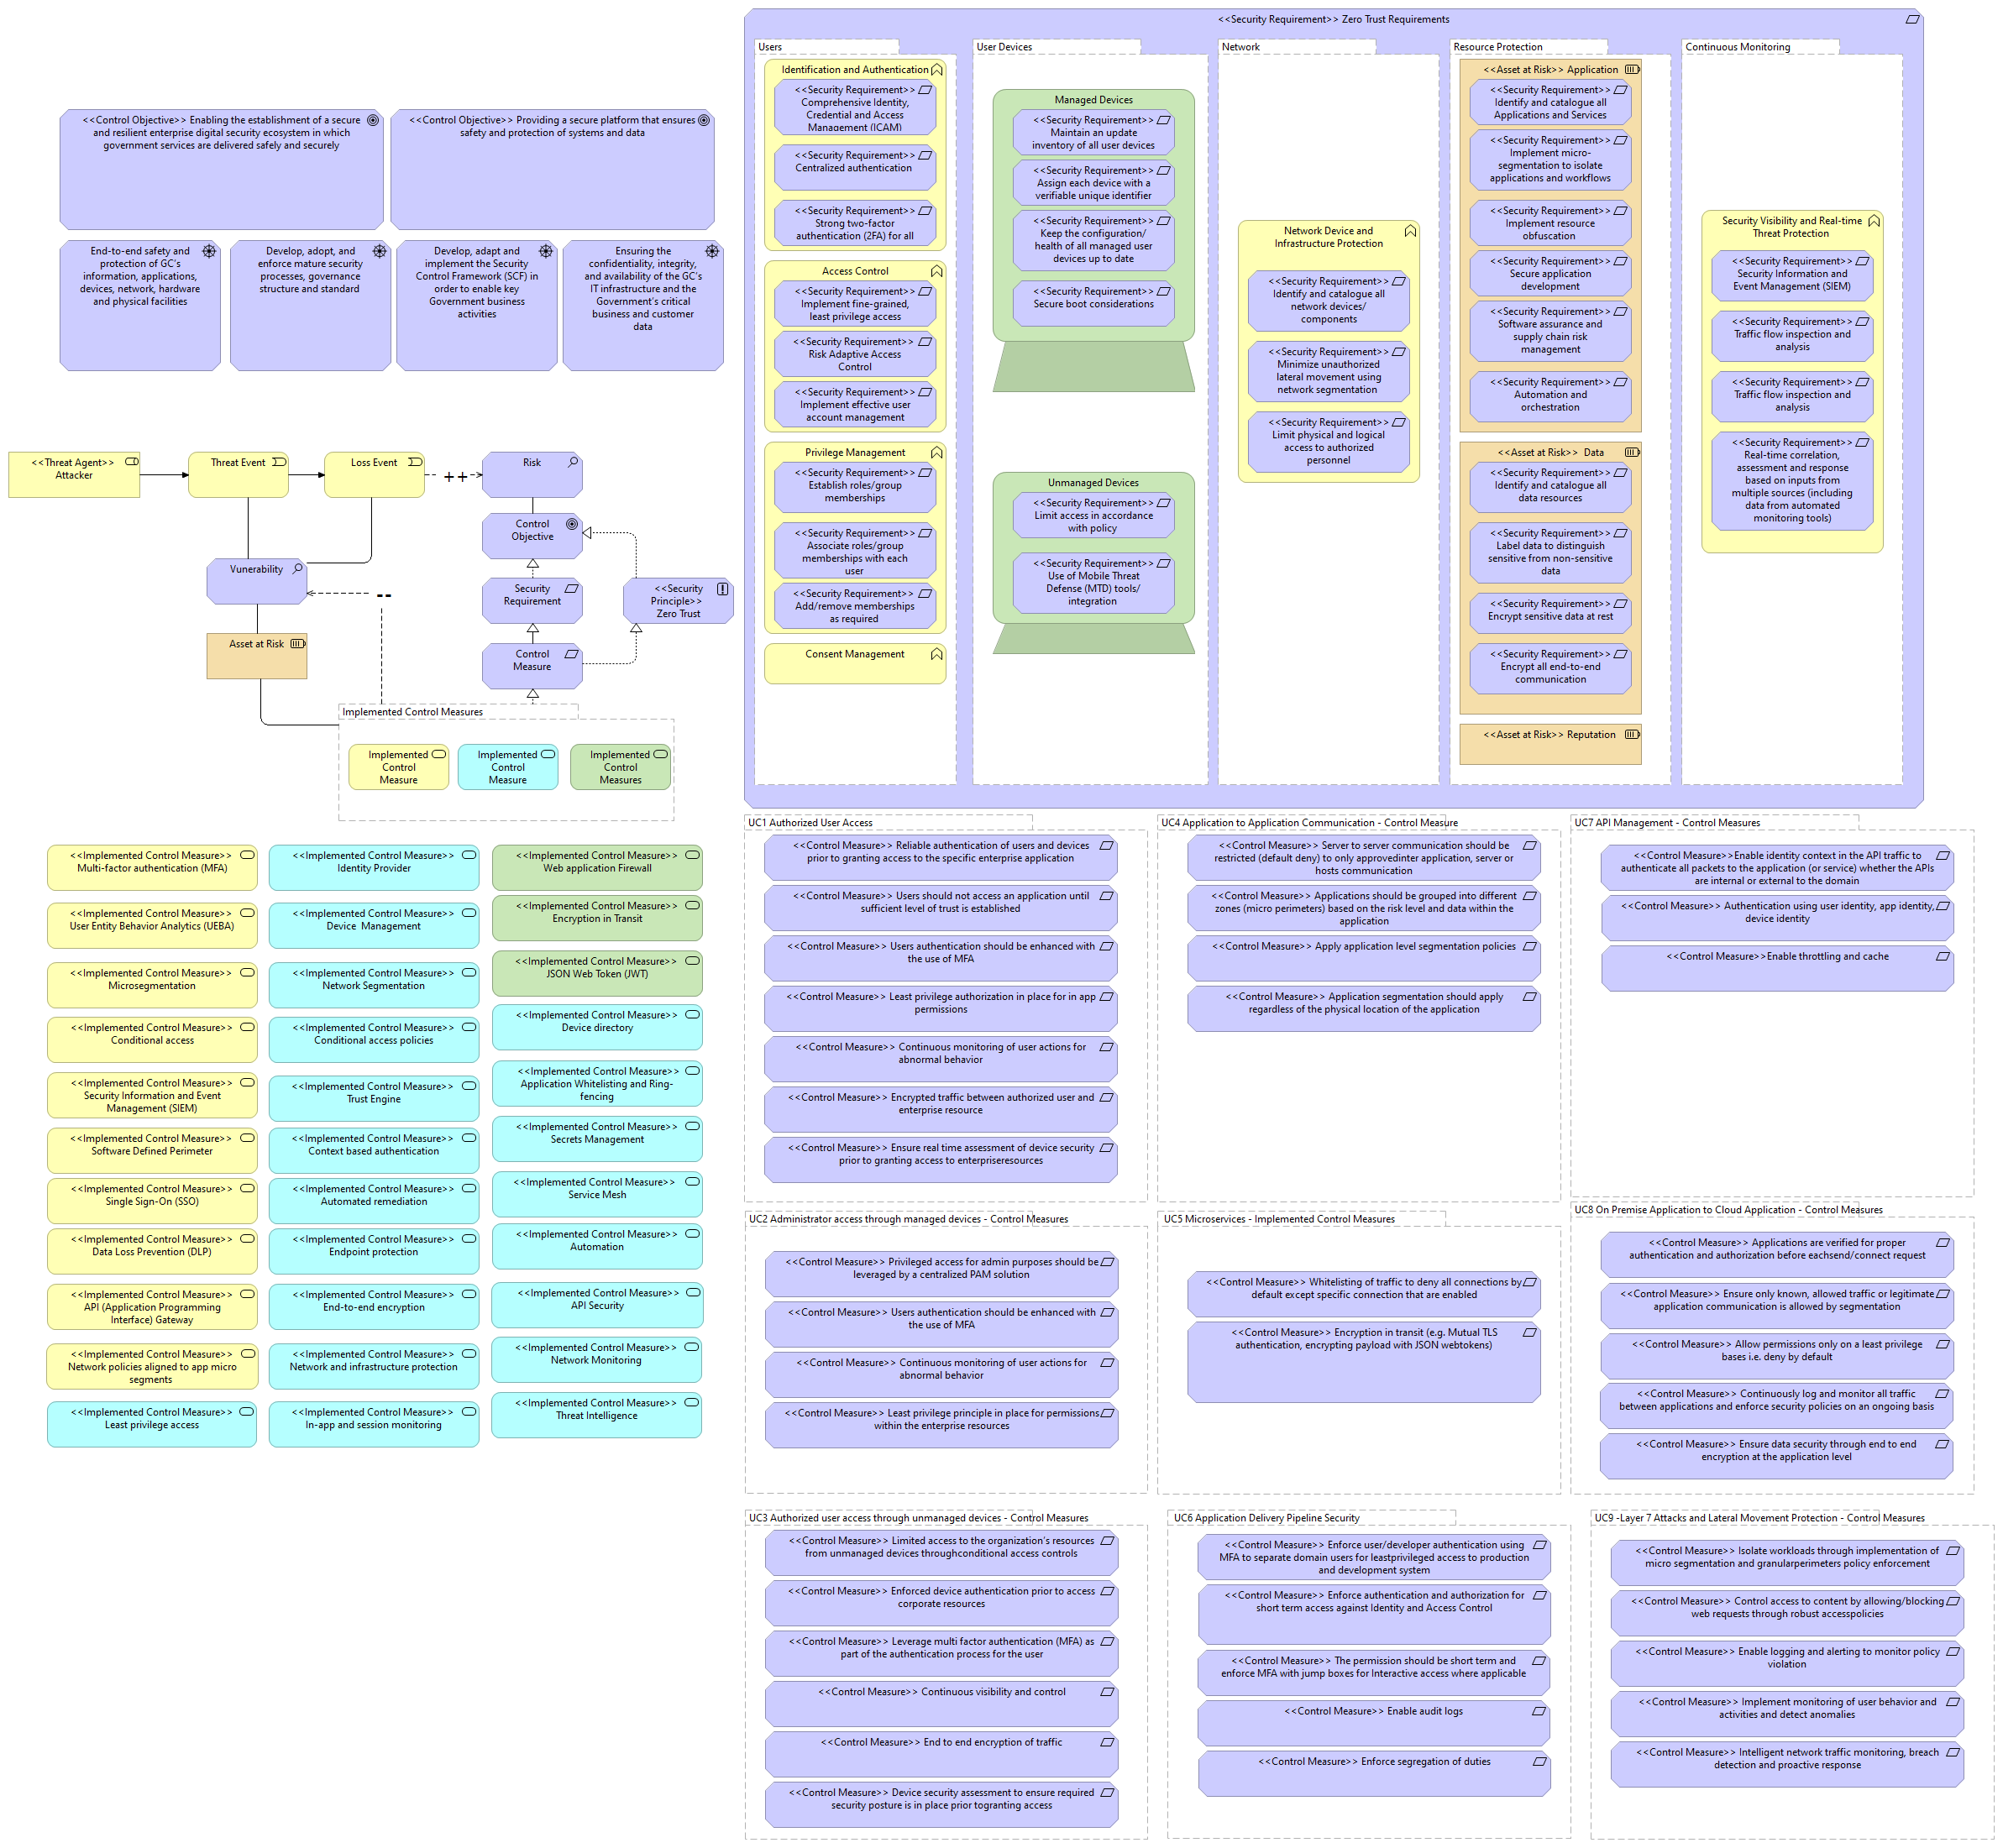 <<Control Objective>> Enabling the establishment of a secure
and resilient enterprise digital security ecosystem in which
government services are delivered safely and securely
<<Control Objective>> Providing a secure platform that ensures
safety and protection of systems and data
End-to-end safety and
protection of GC's
information, applications,
devices, network, hardware
and physical facilities
Develop, adopt, and
enforce mature security
processes, governance
structure and standard
Develop, adapt and
implement the Security
Control Framework (SCF) in
order to enable key
Government business
activities
Ensuring the
confidentiality, integrity,
and availability of the GC's
IT infrastructure and the
Government's critical
business and customer
data
<<Threat Agent>>
Attacker
Threat Event
Loss Event
++
Risk
Control
Objective
Vunerability
--
Security
Requirement
<<Security
Principle>>
Zero Trust
Asset at Risk
Control
Measure
Implemented Control Measures
Implemented
Control
Measure
Implemented
Control
Measure
Implemented
Control
Measures
<<Security Requirement>> Zero Trust Requirements
Users
Identification and Authentication
<<Security Requirement>>
Comprehensive Identity,
Credential and Access
Management (ICAM)
<<Security Requirement>>
Centralized authentication
<<Security Requirement>>
Strong two-factor
authentication (2FA) for all
Access Control
<<Security Requirement>>
Implement fine-grained,
least privilege access
<<Security Requirement>>
Risk Adaptive Access
Control
<<Security Requirement>>
Implement effective user
account management
Privilege Management
<<Security Requirement>>
Establish roles/group
memberships
<<Security Requirement>>
Associate roles/group
memberships with each
user
<<Security Requirement>>
Add/remove memberships
as required
Consent Management
User Devices
Managed Devices
<<Security Requirement>>
Maintain an update
inventory of all user devices
<<Security Requirement>>
Assign each device with a
verifiable unique identifier
<<Security Requirement>>
Keep the configuration/
health of all managed user
devices up to date
<<Security Requirement>>
Secure boot considerations
Unmanaged Devices
<<Security Requirement>>
Limit access in accordance
with policy
<<Security Requirement>>
Use of Mobile Threat
Defense (MTD) tools/
integration
Network
Network Device and
Infrastructure Protection
<<Security Requirement>>
Identify and catalogue all
network devices/
components
<<Security Requirement>>
Minimize unauthorized
lateral movement using
network segmentation
<<Security Requirement>>
Limit physical and logical
access to authorized
personnel
Resource Protection
<<Asset at Risk>> Application
<<Security Requirement>>
Identify and catalogue all
Applications and Services
<<Security Requirement>>
Implement micro-
segmentation to isolate
applications and workflows
<<Security Requirement>>
Implement resource
obfuscation
<<Security Requirement>>
Secure application
development
<<Security Requirement>>
Software assurance and
supply chain risk
management
<<Security Requirement>>
Automation and
orchestration
<<Asset at Risk>> Data
<<Security Requirement>>
Identify and catalogue all
data resources
<<Security Requirement>>
Label data to distinguish
sensitive from non-sensitive
data
<<Security Requirement>>
Encrypt sensitive data at rest
<<Security Requirement>>
Encrypt all end-to-end
communication
<<Asset at Risk>> Reputation
Continuous Monitoring
Security Visibility and Real-time
Threat Protection
<<Security Requirement>>
Security Information and
Event Management (SIEM)
<<Security Requirement>>
Traffic flow inspection and
analysis
<<Security Requirement>>
Traffic flow inspection and
analysis
<<Security Requirement>>
Real-time correlation,
assessment and response
based on inputs from
multiple sources (including
data from automated
monitoring tools)
<<Implemented Control Measure>>
Multi-factor authentication (MFA)
<<Implemented Control Measure>>
User Entity Behavior Analytics (UEBA)
<<Implemented Control Measure>>
Microsegmentation
<<Implemented Control Measure>>
Conditional access
<<Implemented Control Measure>>
Security Information and Event
Management (SIEM)
<<Implemented Control Measure>>
Software Defined Perimeter
<<Implemented Control Measure>>
Single Sign-On (SSO)
<<Implemented Control Measure>>
Data Loss Prevention (DLP)
<<Implemented Control Measure>>
API (Application Programming
Interface) Gateway
<<Implemented Control Measure>>
Network policies aligned to app micro
segments
<<Implemented Control Measure>>
Least privilege access
<<Implemented Control Measure>>
Identity Provider
<<Implemented Control Measure>>
Device Management
<<Implemented Control Measure>>
Network Segmentation
<<Implemented Control Measure>>
Conditional access policies
<<Implemented Control Measure>>
Trust Engine
<<Implemented Control Measure>>
Context based authentication
<<Implemented Control Measure>>
Automated remediation
<<Implemented Control Measure>>
Endpoint protection
<<Implemented Control Measure>>
End-to-end encryption
<<Implemented Control Measure>>
Network and infrastructure protection
<<Implemented Control Measure>>
In-app and session monitoring
<<Implemented Control Measure>>
Web application Firewall
<<Implemented Control Measure>>
Encryption in Transit
<<Implemented Control Measure>>
JSON Web Token (JWT)
<<Implemented Control Measure>>
Device directory
<<Implemented Control Measure>>
Application Whitelisting and Ring-
fencing
<<Implemented Control Measure>>
Secrets Management
<<Implemented Control Measure>>
Service Mesh
<<Implemented Control Measure>>
Automation
<<Implemented Control Measure>>
API Security
<<Implemented Control Measure>>
Network Monitoring
<<Implemented Control Measure>>
Threat Intelligence
UC1 Authorized User Access
<<Control Measure>> Reliable authentication of users and devices
prior to granting access to the specific enterprise application
<<Control Measure>> Users should not access an application until
sufficient level of trust is established
<<Control Measure>> Users authentication should be enhanced with
the use of MFA
<<Control Measure>> Least privilege authorization in place for in app
permissions
<<Control Measure>> Continuous monitoring of user actions for
abnormal behavior
<<Control Measure>> Encrypted traffic between authorized user and
enterprise resource
<<Control Measure>> Ensure real time assessment of device security
prior to granting access to enterpriseresources
UC4 Application to Application Communication - Control Measure
<<Control Measure>> Server to server communication should be
restricted (default deny) to only approvedinter application, server or
hosts communication
<<Control Measure>> Applications should be grouped into different
zones (micro perimeters) based on the risk level and data within the
application
<<Control Measure>> Apply application level segmentation policies
<<Control Measure>> Application segmentation should apply
regardless of the physical location of the application
UC7 API Management - Control Measures
<<Control Measure>>Enable identity context in the API traffic to
authenticate all packets to the application (or service) whether the APIs
are internal or external to the domain
<<Control Measure>> Authentication using user identity, app identity,
device identity
<<Control Measure>>Enable throttling and cache
UC2 Administrator access through managed devices - Control Measures
<<Control Measure>> Privileged access for admin purposes should be
leveraged by a centralized PAM solution
<<Control Measure>> Users authentication should be enhanced with
the use of MFA
<<Control Measure>> Continuous monitoring of user actions for
abnormal behavior
<<Control Measure>> Least privilege principle in place for permissions
within the enterprise resources
UC5 Microservices - Implemented Control Measures
<<Control Measure>> Whitelisting of traffic to deny all connections by
default except specific connection that are enabled
<<Control Measure>> Encryption in transit (e.g. Mutual TLS
authentication, encrypting payload with JSON webtokens)
UC8 On Premise Application to Cloud Application - Control Measures
<<Control Measure>> Applications are verified for proper
authentication and authorization before eachsend/connect request
<<Control Measure>> Ensure only known, allowed traffic or legitimate
application communication is allowed by segmentation
<<Control Measure>> Allow permissions only on a least privilege
bases i.e. deny by default
<<Control Measure>> Continuously log and monitor all traffic
between applications and enforce security policies on an ongoing basis
<<Control Measure>> Ensure data security through end to end
encryption at the application level
UC3 Authorized user access through unmanaged devices - Control Measures
<<Control Measure>> Limited access to the organization's resources
from unmanaged devices throughconditional access controls
<<Control Measure>> Enforced device authentication prior to access
corporate resources
<<Control Measure>> Leverage multi factor authentication (MFA) as
part of the authentication process for the user
<<Control Measure>> Continuous visibility and control
<<Control Measure>> End to end encryption of traffic
<<Control Measure>> Device security assessment to ensure required
security posture is in place prior togranting access
UC6 Application Delivery Pipeline Security
<<Control Measure>> Enforce user/developer authentication using
MFA to separate domain users for leastprivileged access to production
and development system
<<Control Measure>> Enforce authentication and authorization for
short term access against Identity and Access Control
<<Control Measure>> The permission should be short term and
enforce MFA with jump boxes for Interactive access where applicable
<<Control Measure>> Enable audit logs
<<Control Measure>> Enforce segregation of duties
UC9 -Layer 7 Attacks and Lateral Movement Protection - Control Measures
<<Control Measure>> Isolate workloads through implementation of
micro segmentation and granularperimeters policy enforcement
<<Control Measure>> Control access to content by allowing/blocking
web requests through robust accesspolicies
<<Control Measure>> Enable logging and alerting to monitor policy
violation
<<Control Measure>> Implement monitoring of user behavior and
activities and detect anomalies
<<Control Measure>> Intelligent network traffic monitoring, breach
detection and proactive response